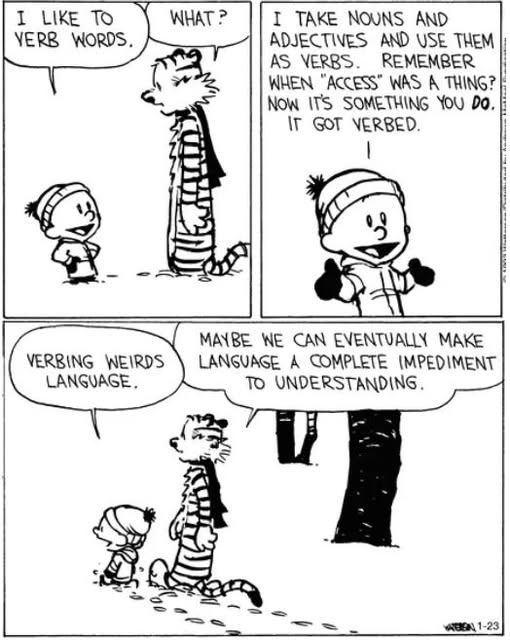 I LIKE TO
VERB WORDS.
WHAT?
I TAKE NOUNS AND
ADJECTIVES AND USE THEM
AS VERBS. REMEMBER
WHEN "ACCESS" WAS A THING?
NOW IT'S SOMETHING YOU DO.
IT GOT VERBED.
VERBING WEIRDS
LANGUAGE.
MAYBE WE CAN EVENTUALLY MAKE
LANGUAGE A COMPLETE IMPEDIMENT
TO UNDERSTANDING.
WATTERSON 1-23